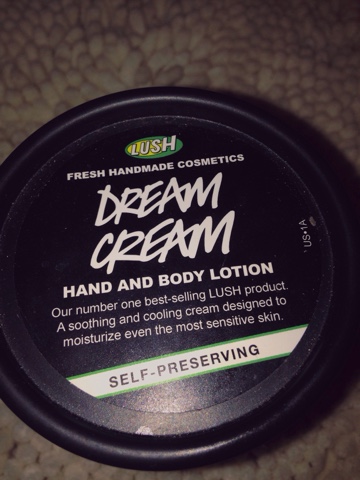 LUSH
FRESH HANDMADE COSMETICS
DREAM
CREAM
HAND AND BODY LOTION
Our number one best-selling LUSH product.
A soothing and cooling cream designed to
moisturize even the most sensitive skin.
SELF-PRESERVING
US•1A